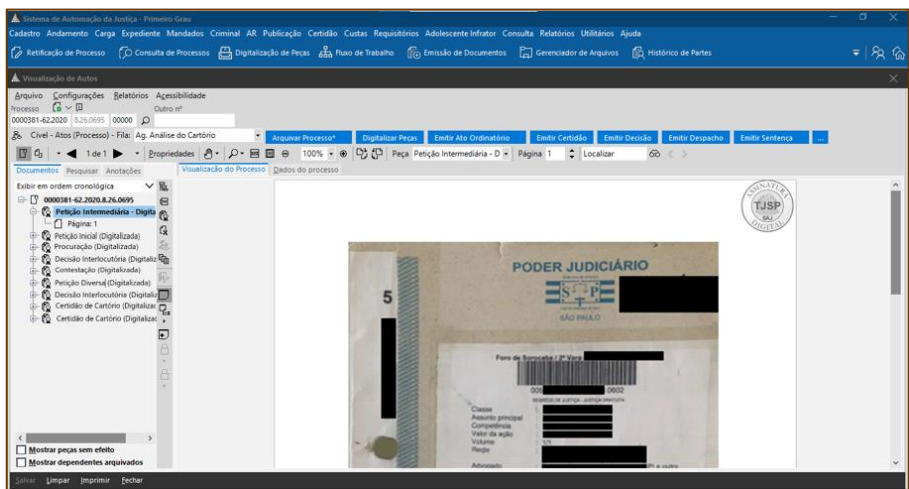 Sistema de Automação da Justiça - Primeiro Grau
Cadastro Andamento Carga Expediente Mandados Criminal AR Publicação Certidão Custas Requisitórios Adolescente Infrator Consulta Relatórios Utilitários Ajuda
Retificação de Processo Consulta de Processos Digitalização de Peças Fluxo de Trabalho Emissão de Documentos Gerenciador de Arquivos Histórico de Partes
Visualização de Autos
Arquivo Configurações Relatórios Acessibilidade
Processo Outro nº
0000381-62.2020 8.26.0695 00000
Cível - Atos (Processo) - Fila: Ag. Análise do Cartório Arquivar Processo* Digitalizar Peças Emitir Ato Ordinatório Emitir Certidão Emitir Decisão Emitir Despacho Emitir Sentença ...
1 de 1 Propriedades 100% Peça Petição Intermediária - D Página 1 Localizar
Documentos Pesquisar Anotações Visualização do Processo Dados do processo
Exibir em ordem cronológica
0000381-62.2020.8.26.0695
Petição Intermediária - Digita
Página: 1
Petição Inicial (Digitalizada)
Procuração (Digitalizada)
Decisão Interlocutória (Digitaliz
Contestação (Digitalizada)
Petição Diversa (Digitalizada)
Decisão Interlocutória (Digitaliz
Certidão de Cartório (Digitalizac
Certidão de Cartório (Digitalizac
Mostrar peças sem efeito
Mostrar dependentes arquivados
Salvar Limpar Imprimir Fechar
ASSINATURA
TJSP
SAJ
DIGITAL
PODER JUDICIÁRIO
S P
SÃO PAULO
5
Foro de Sorocaba / 2ª Vara
.0602
Classe
Assunto principal
Competência
Valor da ação
Volume : 1/1
Reqte
Advogado